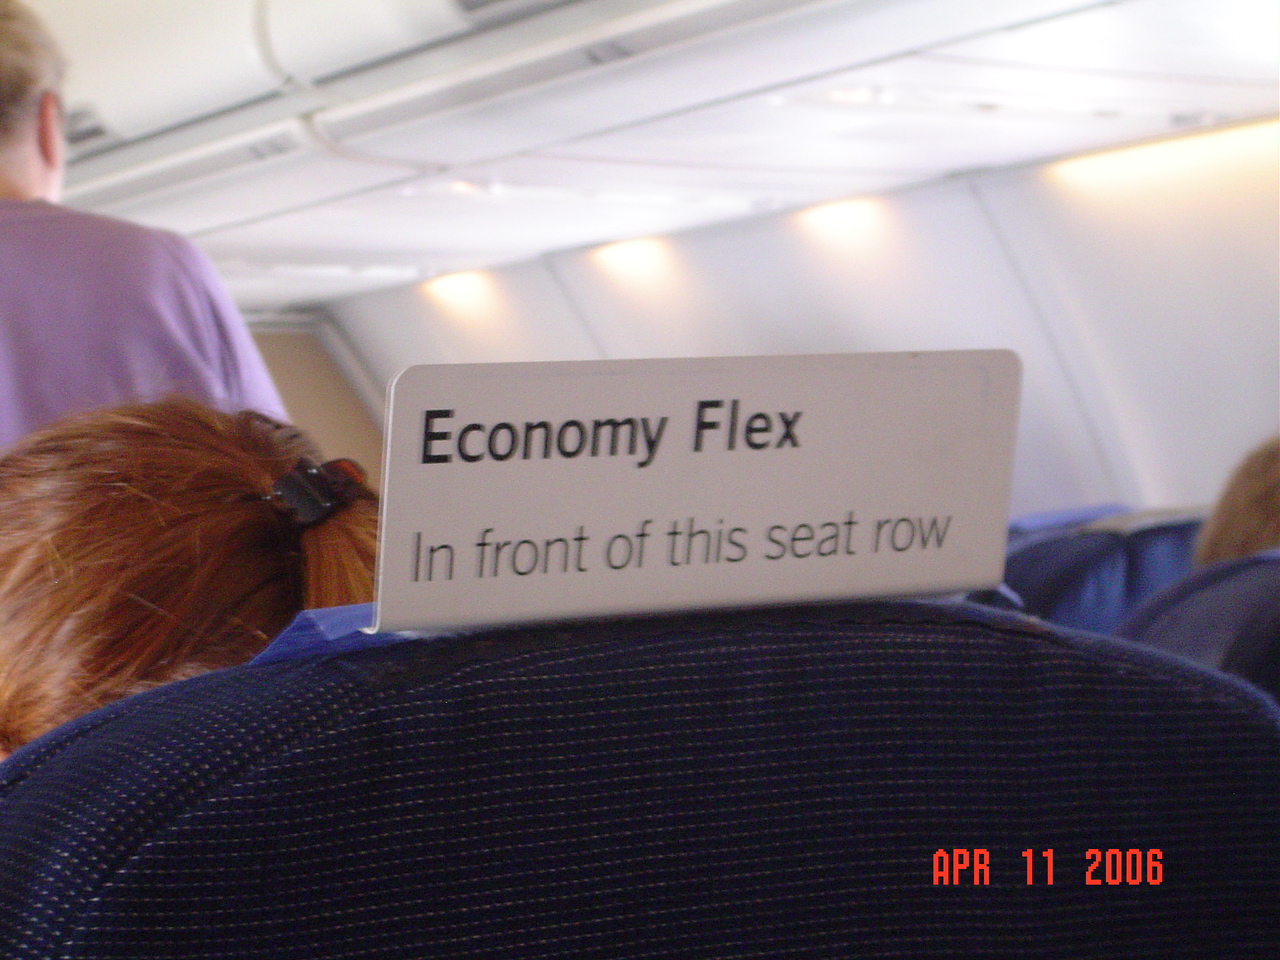 Economy Flex
In front of this seat row
APR 11 2006